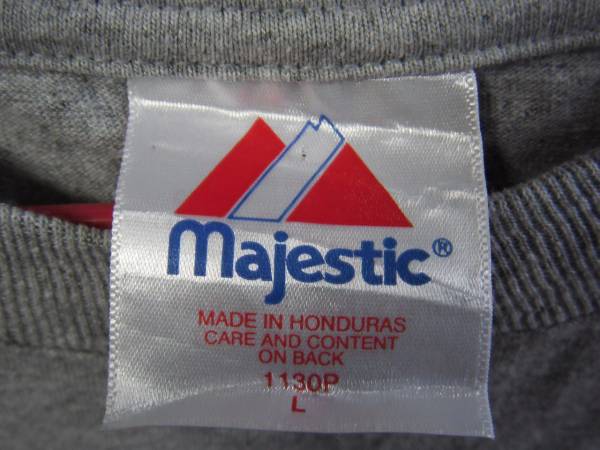 Majestic®
MADE IN HONDURAS
CARE AND CONTENT
ON BACK
1130P
L